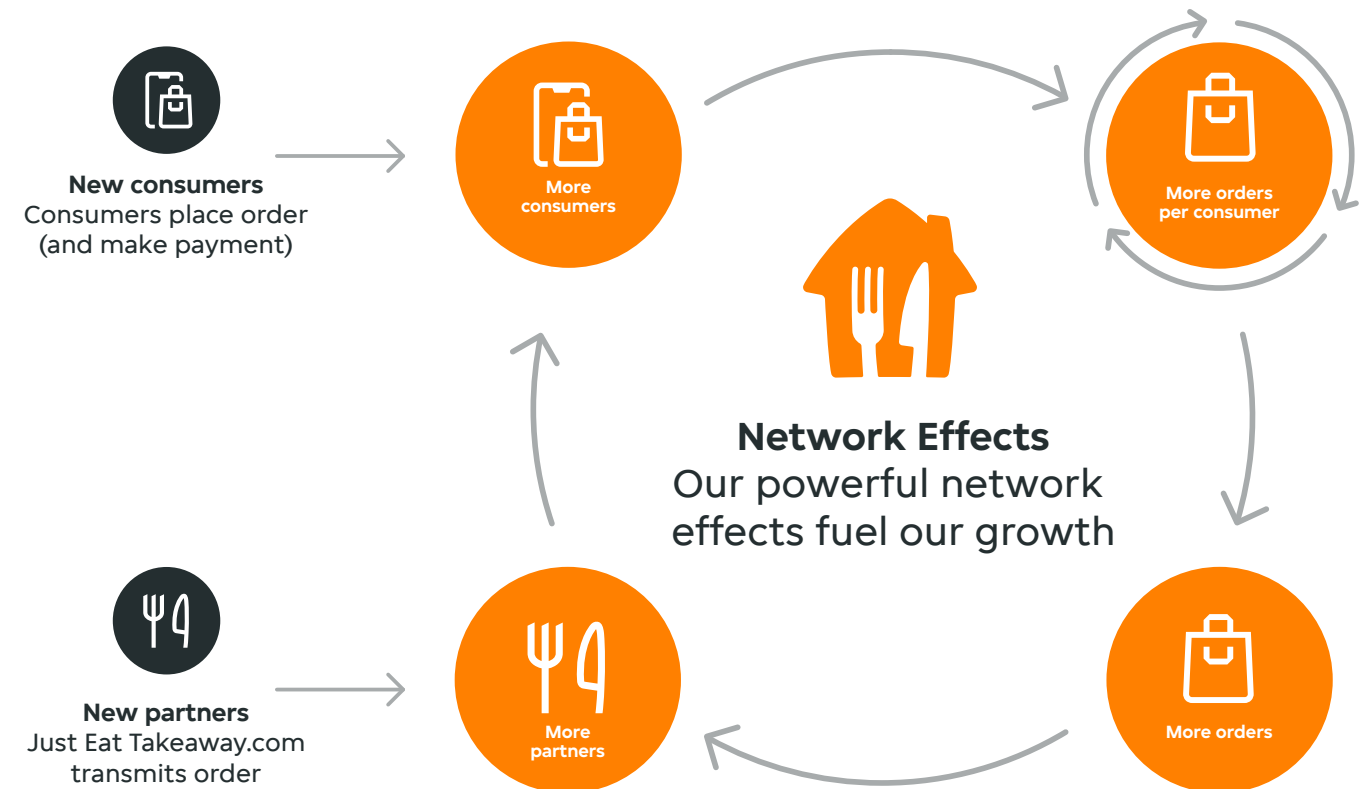 New consumers
Consumers place order
(and make payment)
More
consumers
More orders
per consumer
Network Effects
Our powerful network
effects fuel our growth
New partners
Just Eat Takeaway.com
transmits order
More
partners
More orders